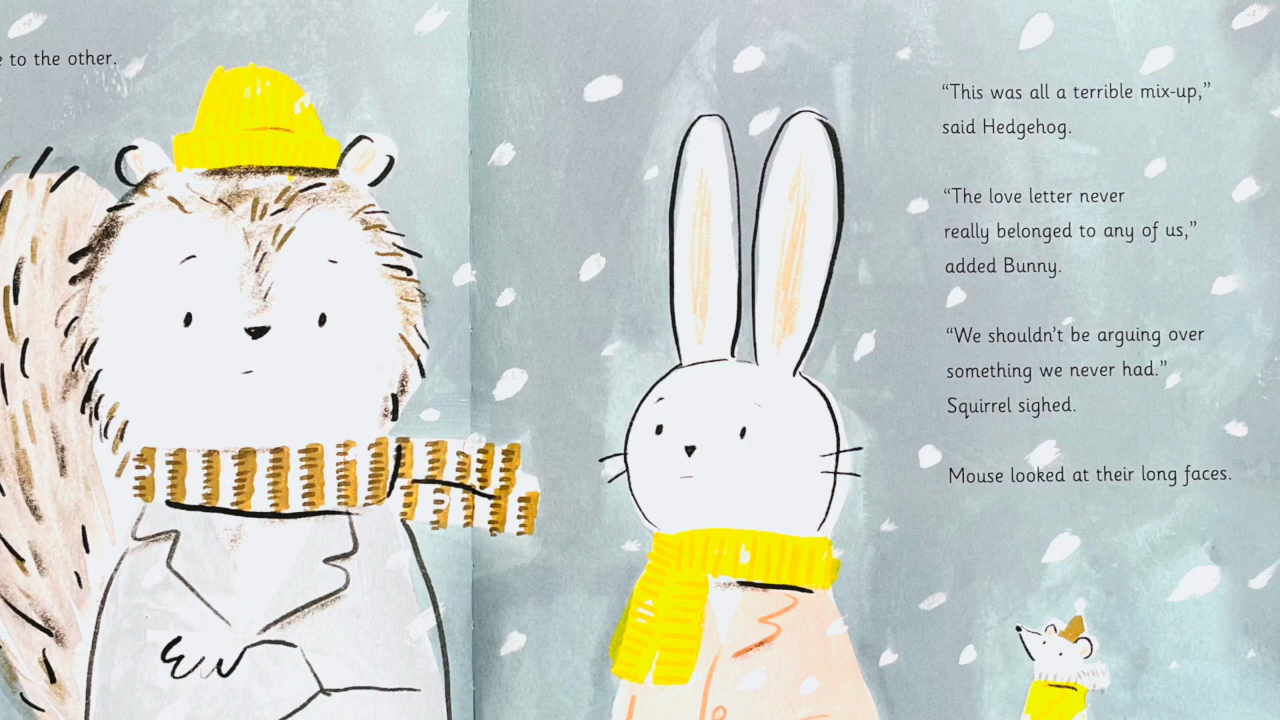 e to the other.
“This was all a terrible mix-up,”
said Hedgehog.
“The love letter never
really belonged to any of us,”
added Bunny.
“We shouldn’t be arguing over
something we never had.”
Squirrel sighed.
Mouse looked at their long faces.